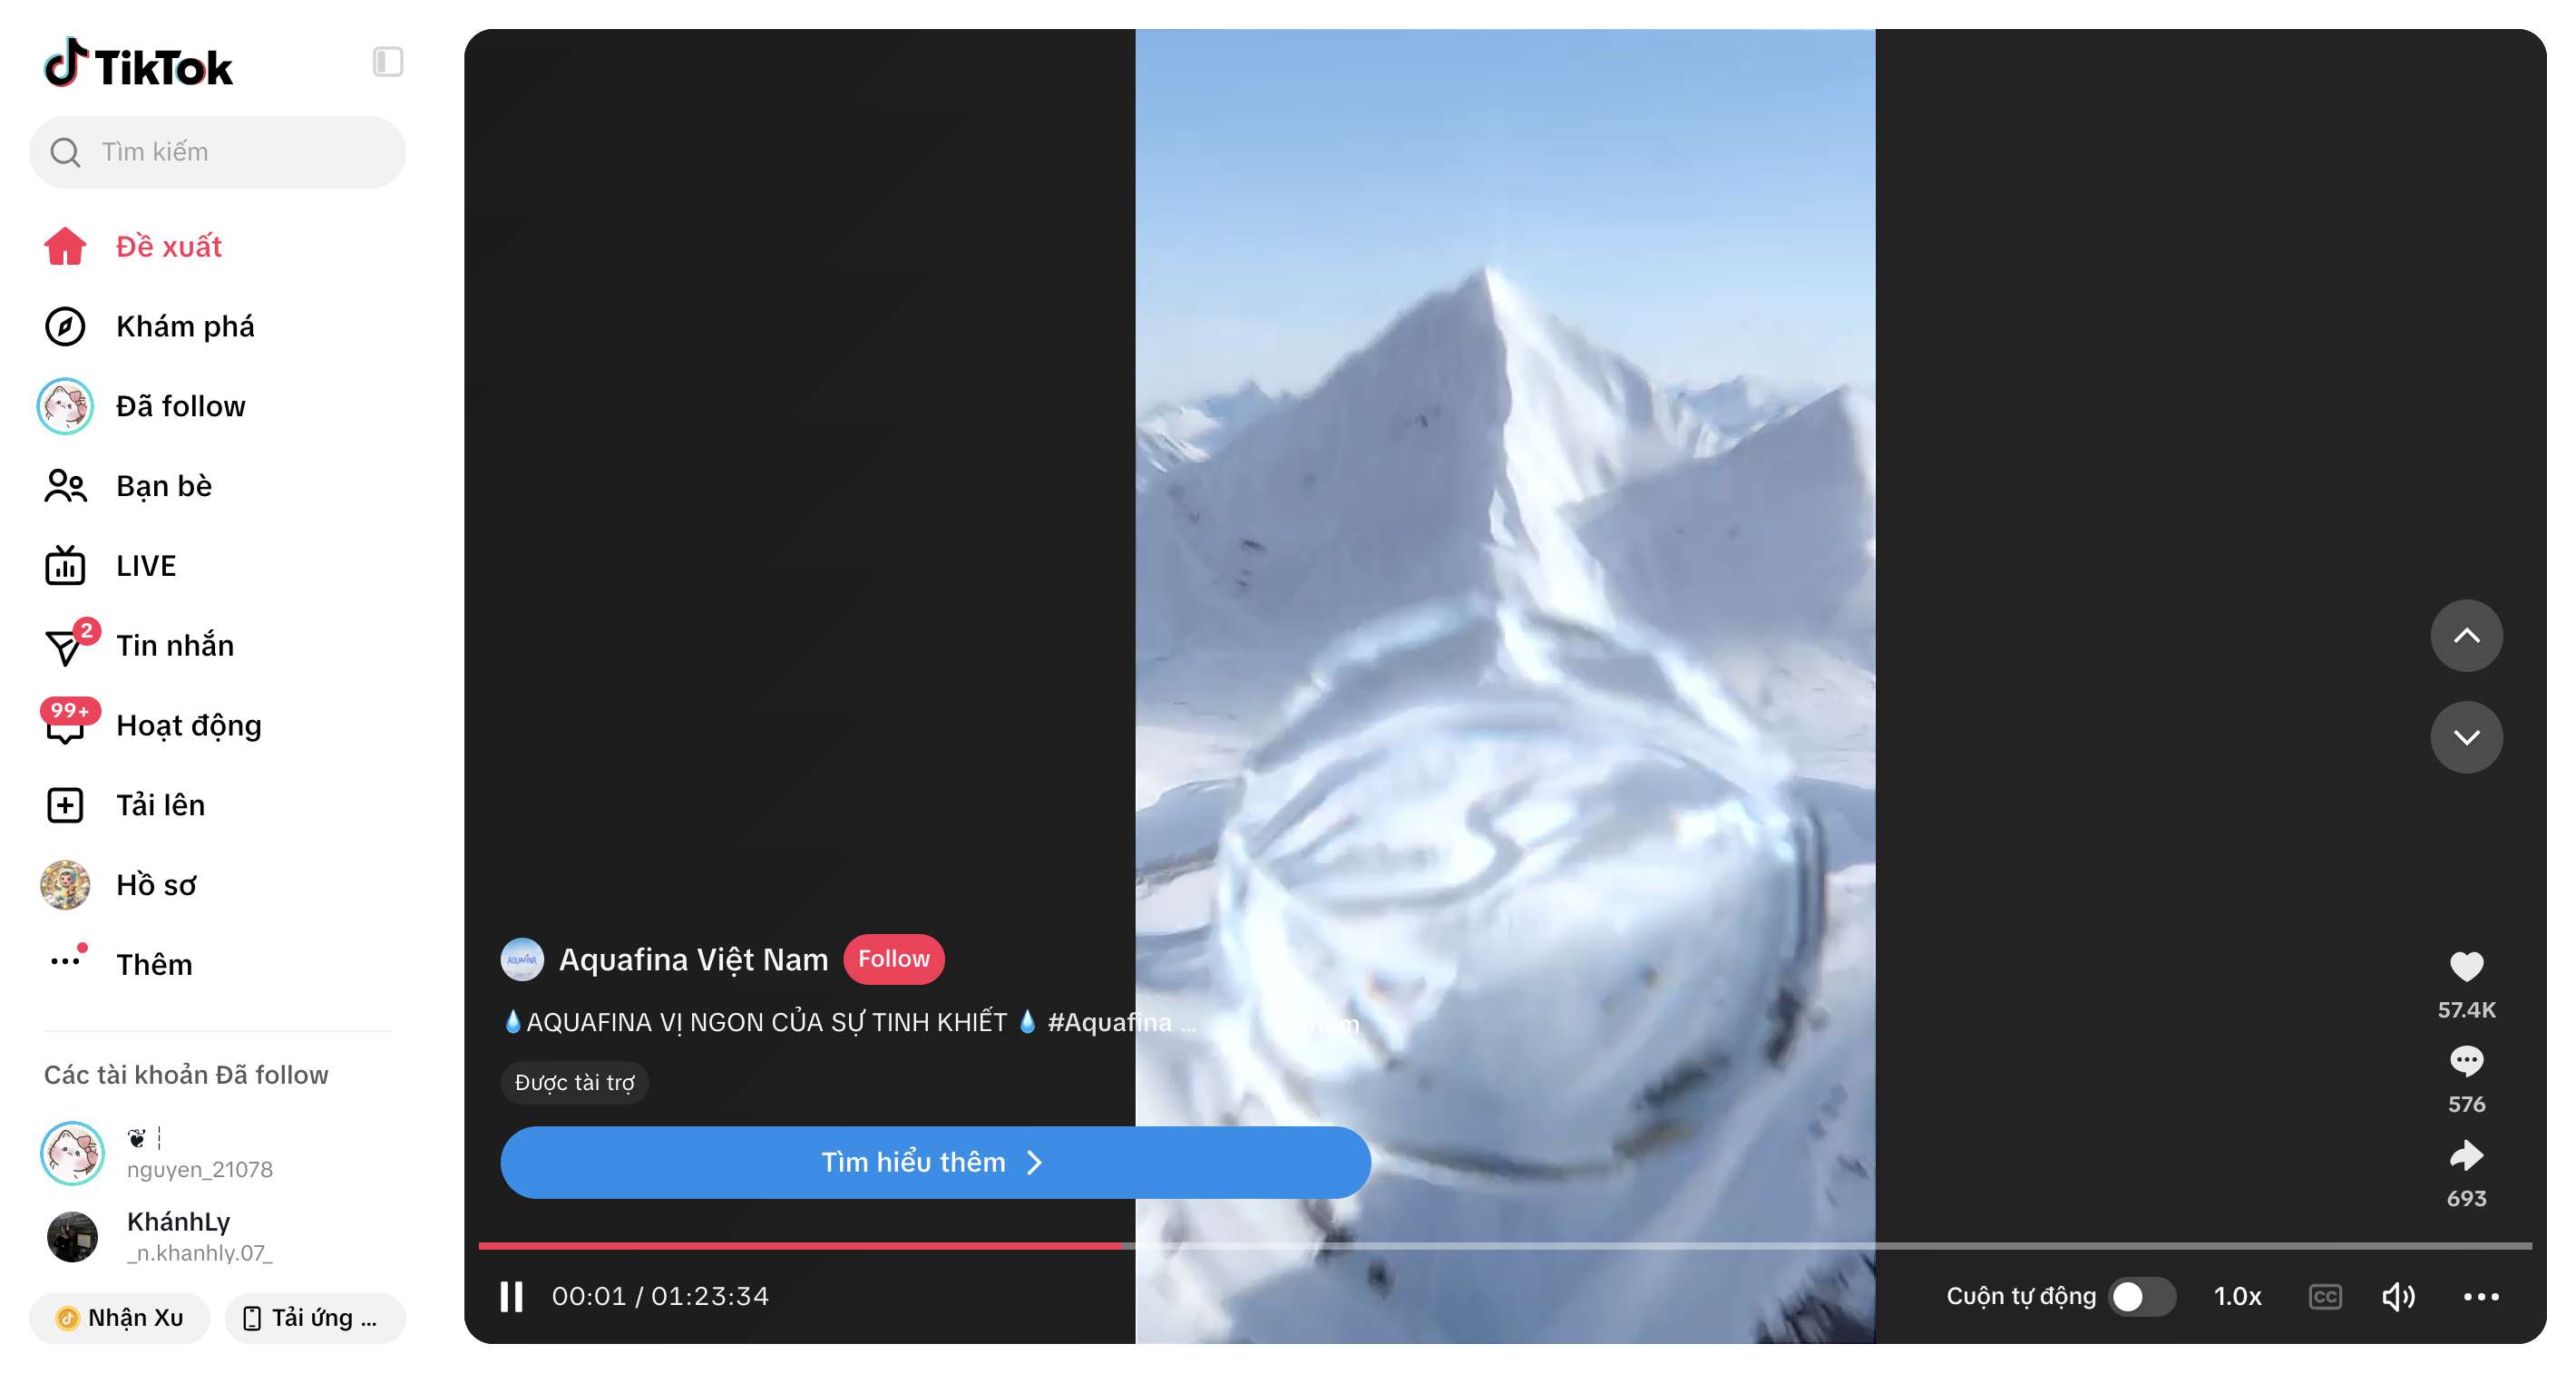 TikTok
Tìm kiếm
Đề xuất
Khám phá
Đã follow
Bạn bè
LIVE
2
Tin nhắn
99+
Hoạt động
Tải lên
Hồ sơ
Thêm
Các tài khoản Đã follow
nguyen_21078
KhánhLy
_n.khanhly.07_
Nhận Xu
Tải ứng ...
AQUAFINA
Aquafina Việt Nam
Follow
💧AQUAFINA VỊ NGON CỦA SỰ TINH KHIẾT 💧 #Aquafina ...
Được tài trợ
Tìm hiểu thêm
00:01 / 01:23:34
57.4K
576
693
Cuộn tự động
1.0x
CC